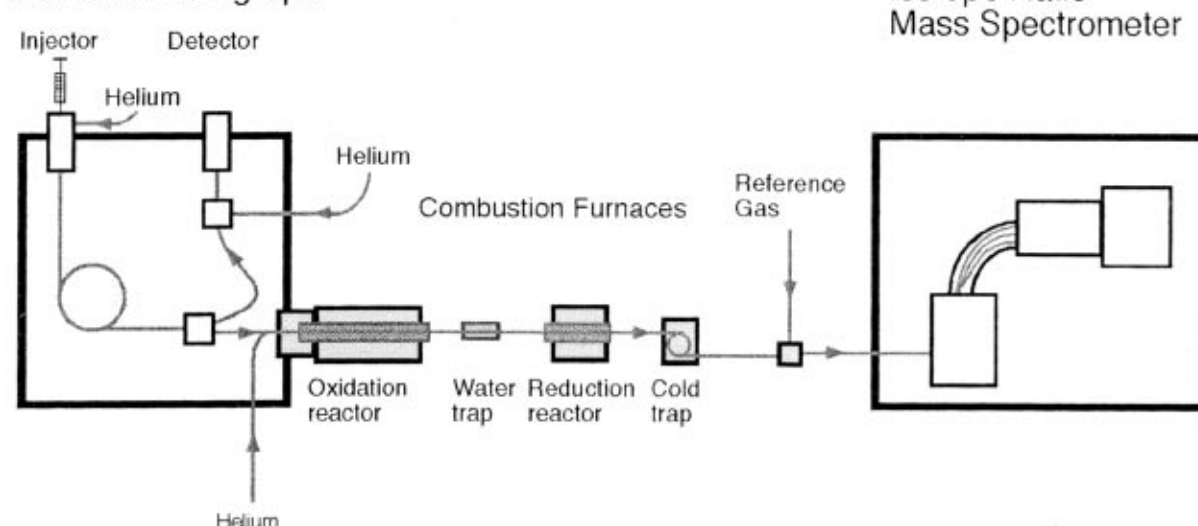 Injector
Detector
Mass Spectrometer
Helium
Helium
Combustion Furnaces
Reference
Gas
Oxidation
reactor
Water
trap
Reduction
reactor
Cold
trap
Helium